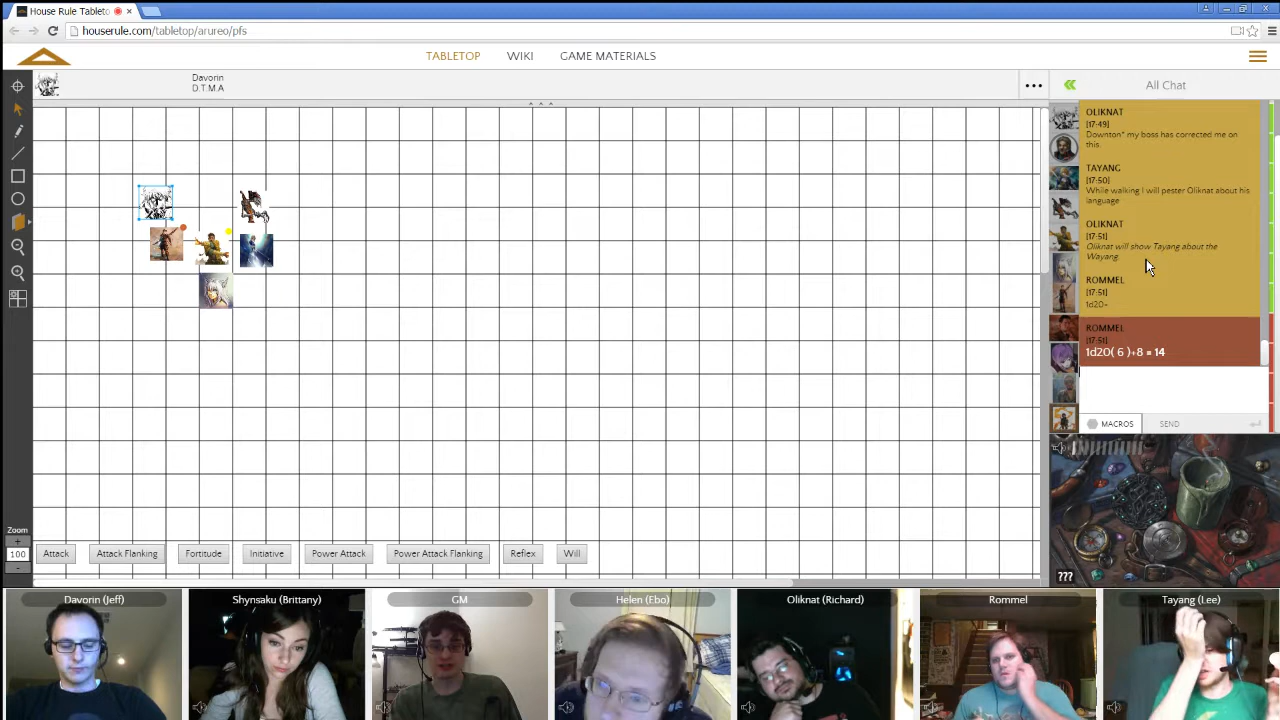 House Rule Tableto
houserule.com/tabletop/arureo/pfs
TABLETOP WIKI GAME MATERIALS
Davorin
D.T.M.A
All Chat
OLIKNAT
[17:49]
Downton* my boss has corrected me on
this.
TAYANG
[17:50]
While walking I will pester Oliknat about his
language
OLIKNAT
[17:51]
Oliknat will show Tayang about the
Wayang.
ROMMEL
[17:51]
1d20+
ROMMEL
[17:51]
1d20( 6 )+8 = 14
MACROS SEND
???
Zoom
+
100
-
Attack Attack Flanking Fortitude Initiative Power Attack Power Attack Flanking Reflex Will
Davorin (Jeff) Shynsaku (Brittany) GM Helen (Ebo) Oliknat (Richard) Rommel Tayang (Lee)